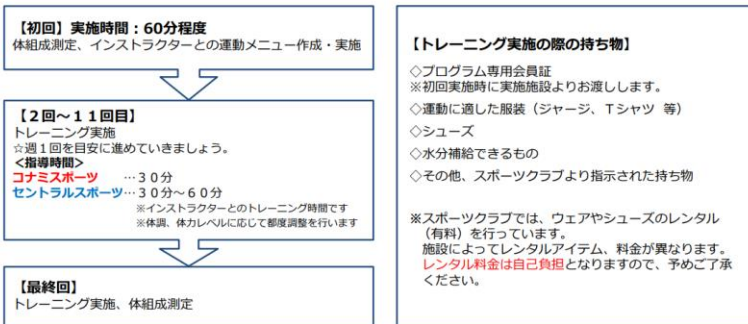 【初回】実施時間：60分程度
体組成測定、インストラクターとの運動メニュー作成・実施
【２回～１１回目】
トレーニング実施
☆週１回を目安に進めていきましょう。
＜指導時間＞
コナミスポーツ …３０分
セントラルスポーツ…３０分～６０分
※インストラクターとのトレーニング時間です
※体調、体力レベルに応じて都度調整を行います
【最終回】
トレーニング実施、体組成測定
【トレーニング実施の際の持ち物】
◇プログラム専用会員証
※初回実施時に実施施設よりお渡しします。
◇運動に適した服装（ジャージ、Ｔシャツ 等）
◇シューズ
◇水分補給できるもの
◇その他、スポーツクラブより指示された持ち物
※スポーツクラブでは、ウェアやシューズのレンタル
（有料）を行っています。
施設によってレンタルアイテム、料金が異なります。
レンタル料金は自己負担となりますので、予めご了承
ください。